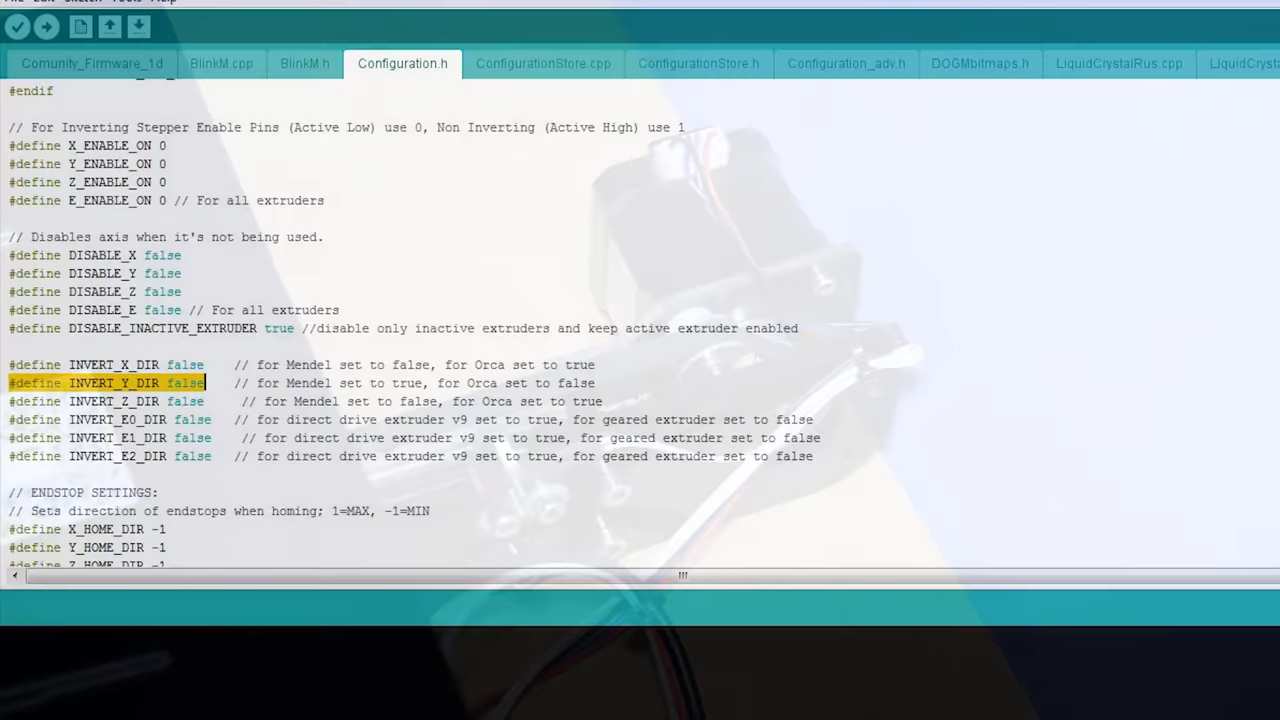 File Edit Sketch Tools Help
Comunity_Firmware_1d BlinkM.cpp BlinkM.h Configuration.h ConfigurationStore.cpp ConfigurationStore.h Configuration_adv.h DOGMbitmaps.h LiquidCrystalRus.cpp LiquidCrysta
#endif
// For Inverting Stepper Enable Pins (Active Low) use 0, Non Inverting (Active High) use 1
#define X_ENABLE_ON 0
#define Y_ENABLE_ON 0
#define Z_ENABLE_ON 0
#define E_ENABLE_ON 0 // For all extruders
// Disables axis when it's not being used.
#define DISABLE_X false
#define DISABLE_Y false
#define DISABLE_Z false
#define DISABLE_E false // For all extruders
#define DISABLE_INACTIVE_EXTRUDER true //disable only inactive extruders and keep active extruder enabled
#define INVERT_X_DIR false // for Mendel set to false, for Orca set to true
#define INVERT_Y_DIR false // for Mendel set to true, for Orca set to false
#define INVERT_Z_DIR false // for Mendel set to false, for Orca set to true
#define INVERT_E0_DIR false // for direct drive extruder v9 set to true, for geared extruder set to false
#define INVERT_E1_DIR false // for direct drive extruder v9 set to true, for geared extruder set to false
#define INVERT_E2_DIR false // for direct drive extruder v9 set to true, for geared extruder set to false
// ENDSTOP SETTINGS:
// Sets direction of endstops when homing; 1=MAX, -1=MIN
#define X_HOME_DIR -1
#define Y_HOME_DIR -1
#define Z_HOME_DIR -1